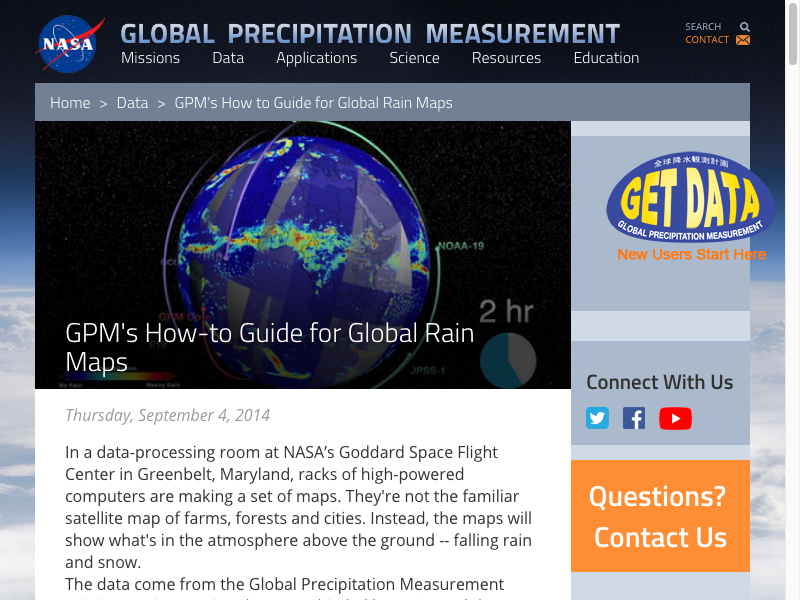 NASA
GLOBAL PRECIPITATION MEASUREMENT
SEARCH
CONTACT
Missions Data Applications Science Resources Education
Home > Data > GPM's How to Guide for Global Rain Maps
NOAA-19
2 hr
JPSS-1
GPM's How-to Guide for Global Rain
Maps
No Rain Heavy Rain
全球降水観測計画
GET DATA
GLOBAL PRECIPITATION MEASUREMENT
New Users Start Here
Connect With Us
Questions?
Contact Us
Thursday, September 4, 2014
In a data-processing room at NASA’s Goddard Space Flight
Center in Greenbelt, Maryland, racks of high-powered
computers are making a set of maps. They're not the familiar
satellite map of farms, forests and cities. Instead, the maps will
show what's in the atmosphere above the ground -- falling rain
and snow.
The data come from the Global Precipitation Measurement